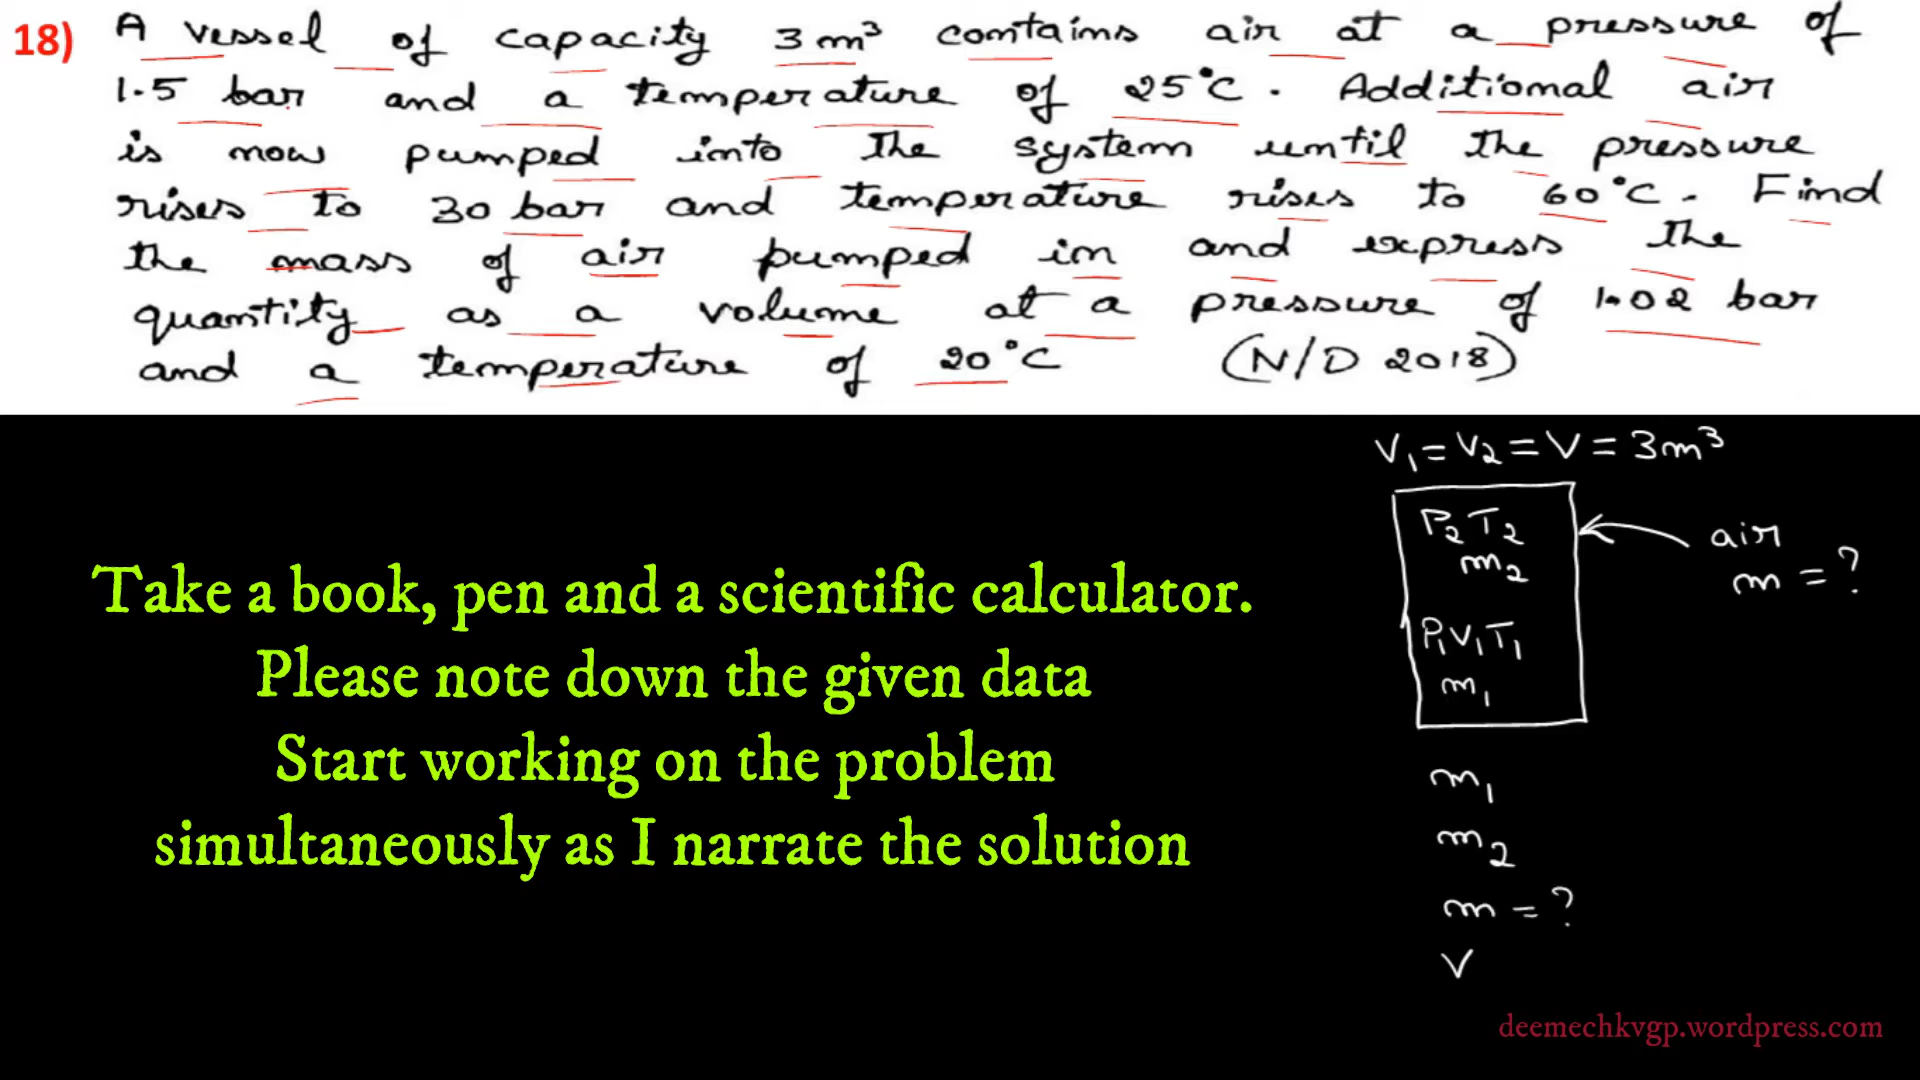 18) A vessel of capacity 3 m³ contains air at a pressure of
1.5 bar and a temperature of 25°C. Additional air
is now pumped into the system until the pressure
rises to 30 bar and temperature rises to 60°C. Find
the mass of air pumped in and express the
quantity as a volume at a pressure of 1.02 bar
and a temperature of 20°C (N/D 2018)
V₁ = V₂ = V = 3m³
P₂ T₂
m₂
air
m = ?
P₁V₁T₁
m₁
Take a book, pen and a scientific calculator.
Please note down the given data
Start working on the problem
simultaneously as I narrate the solution
m₁
m₂
m = ?
V
deemechkvgp.wordpress.com